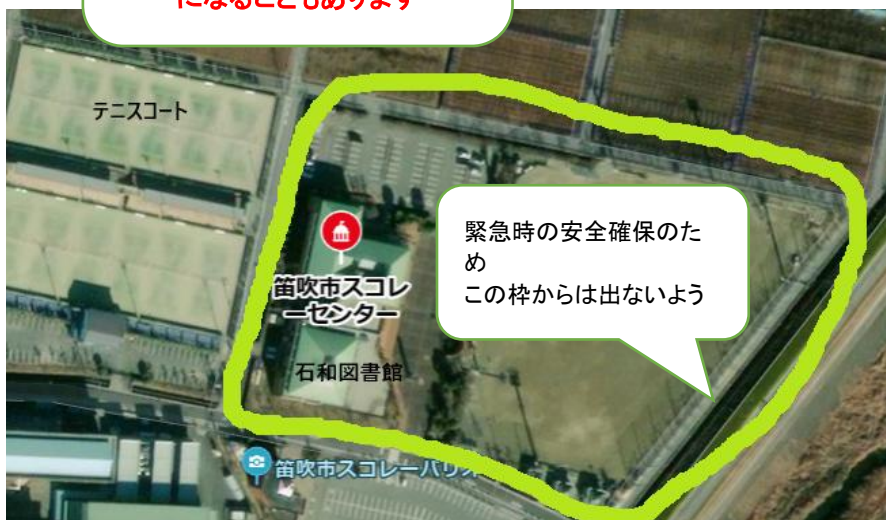 になることもあります
テニスコート
緊急時の安全確保のた
め
この枠からは出ないよう
笛吹市スコレ
ーセンター
石和図書館
笛吹市スコレーパリオ